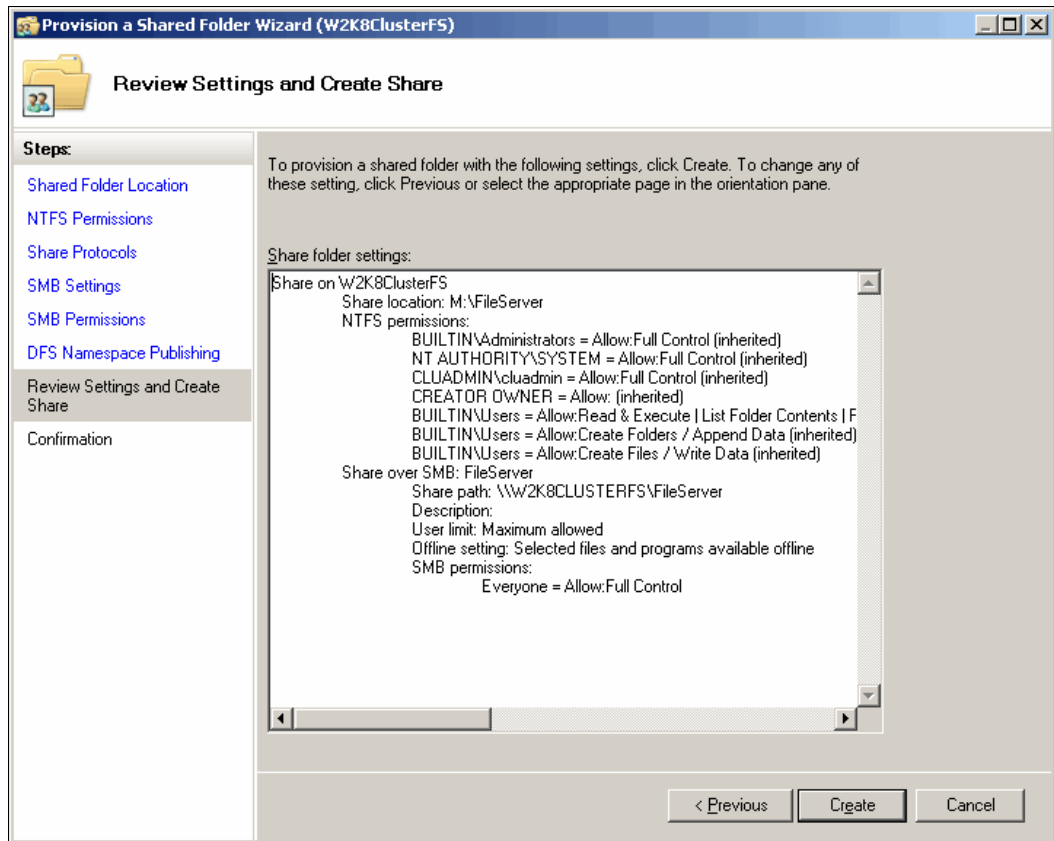 Provision a Shared Folder Wizard (W2K8ClusterFS)
Review Settings and Create Share
Steps:
Shared Folder Location
NTFS Permissions
Share Protocols
SMB Settings
SMB Permissions
DFS Namespace Publishing
Review Settings and Create
Share
Confirmation
To provision a shared folder with the following settings, click Create. To change any of
these setting, click Previous or select the appropriate page in the orientation pane.
Share folder settings:
Share on W2K8ClusterFS
Share location: M:\FileServer
NTFS permissions:
BUILTIN\Administrators = Allow:Full Control (inherited)
NT AUTHORITY\SYSTEM = Allow:Full Control (inherited)
CLUADMIN\cluadmin = Allow:Full Control (inherited)
CREATOR OWNER = Allow: (inherited)
BUILTIN\Users = Allow:Read & Execute | List Folder Contents |
BUILTIN\Users = Allow:Create Folders / Append Data (inherited)
BUILTIN\Users = Allow:Create Files / Write Data (inherited)
Share over SMB: FileServer
Share path: \\W2K8CLUSTERFS\FileServer
Description:
User limit: Maximum allowed
Offline setting: Selected files and programs available offline
SMB permissions:
Everyone = Allow:Full Control
< Previous
Create
Cancel